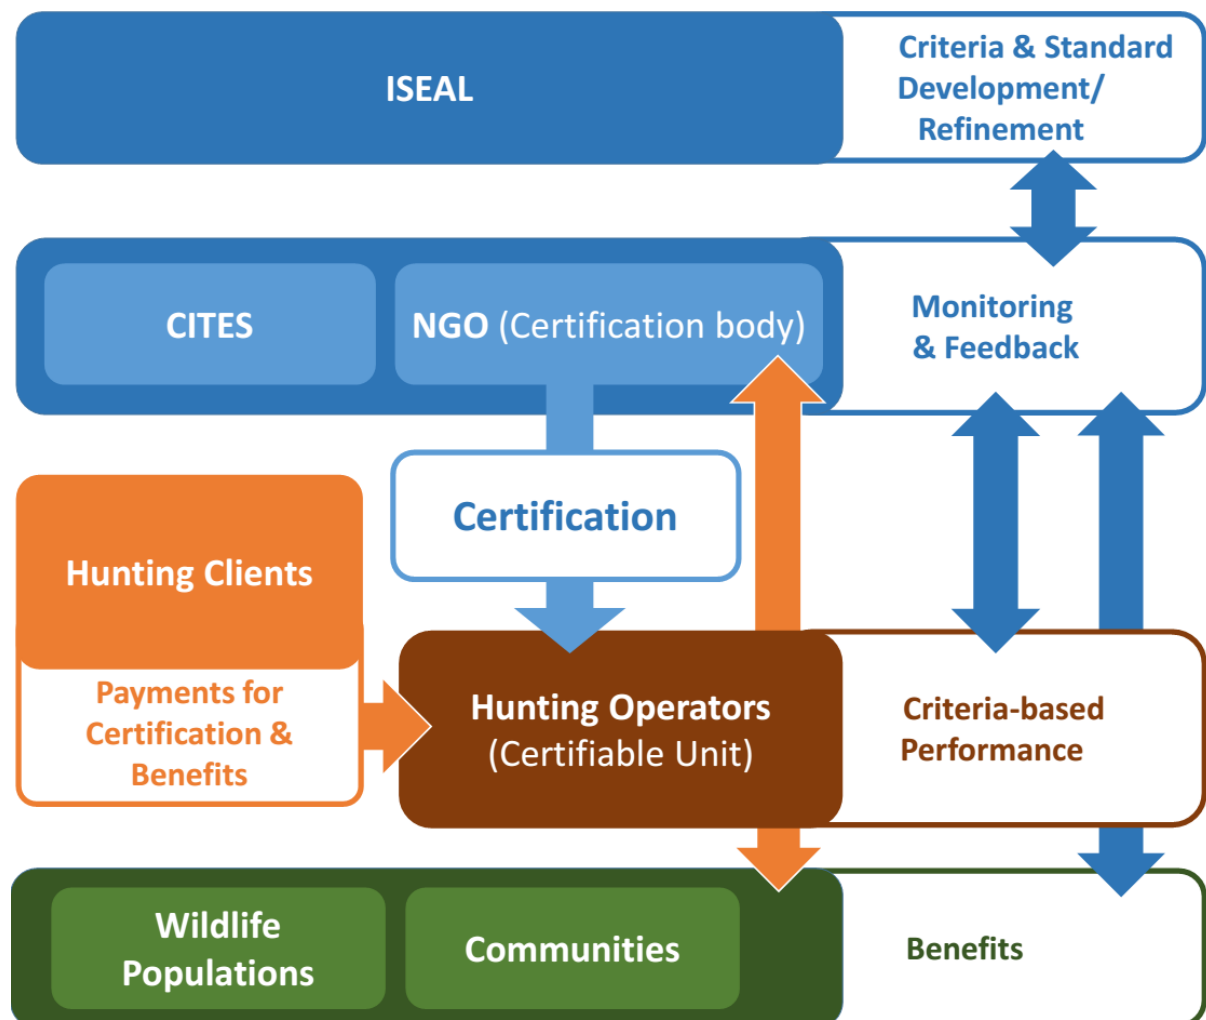 ISEAL
Criteria & Standard
Development/
Refinement
CITES
NGO (Certification body)
Monitoring
& Feedback
Certification
Hunting Clients
Payments for
Certification &
Benefits
Hunting Operators
(Certifiable Unit)
Criteria-based
Performance
Wildlife
Populations
Communities
Benefits